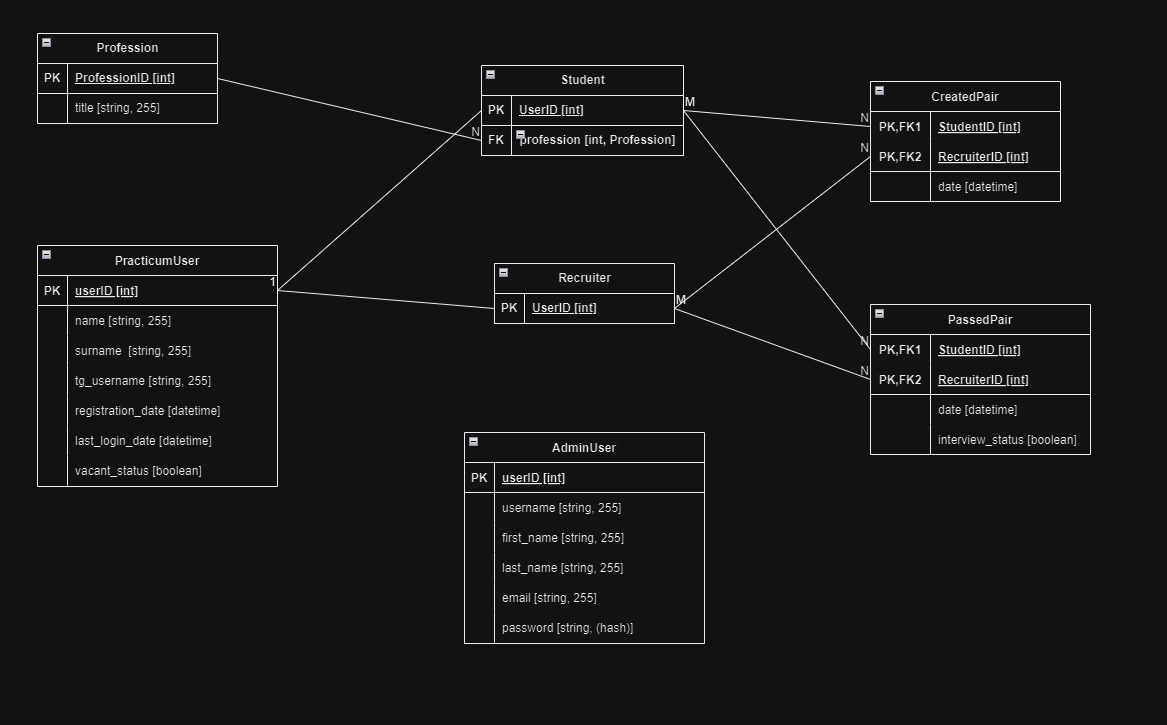 Profession
PK ProfessionID [int]
title [string, 255]
Student
PK UserID [int]
FK profession [int, Profession]
N
M
CreatedPair
N
PK,FK1 StudentID [int]
N
PK,FK2 RecruiterID [int]
date [datetime]
PracticumUser
1
PK userID [int]
name [string, 255]
surname  [string, 255]
tg_username [string, 255]
registration_date [datetime]
last_login_date [datetime]
vacant_status [boolean]
Recruiter
PK UserID [int]
M
PassedPair
N
PK,FK1 StudentID [int]
N
PK,FK2 RecruiterID [int]
date [datetime]
interview_status [boolean]
AdminUser
PK userID [int]
username [string, 255]
first_name [string, 255]
last_name [string, 255]
email [string, 255]
password [string, (hash)]